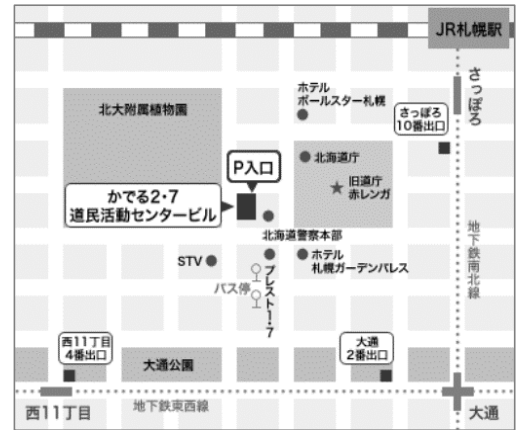 JR札幌駅
さっぽろ
ホテル
ポールスター札幌
さっぽろ
10番出口
北大附属植物園
P入口
北海道庁
旧道庁
赤レンガ
かでる2・7
道民活動センタービル
北海道警察本部
地下鉄南北線
STV
プレスト1・7
ホテル
札幌ガーデンパレス
バス停
西11丁目
4番出口
大通公園
大通
2番出口
西11丁目
地下鉄東西線
大通